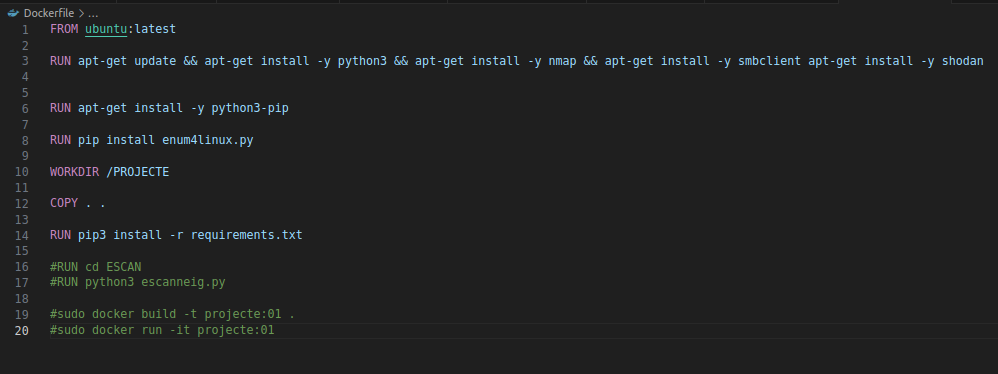 Dockerfile > ...
1 FROM ubuntu:latest
2
3 RUN apt-get update && apt-get install -y python3 && apt-get install -y nmap && apt-get install -y smbclient apt-get install -y shodan
4
5
6 RUN apt-get install -y python3-pip
7
8 RUN pip install enum4linux.py
9
10 WORKDIR /PROJECTE
11
12 COPY . .
13
14 RUN pip3 install -r requirements.txt
15
16 #RUN cd ESCAN
17 #RUN python3 escanneig.py
18
19 #sudo docker build -t projecte:01 .
20 #sudo docker run -it projecte:01